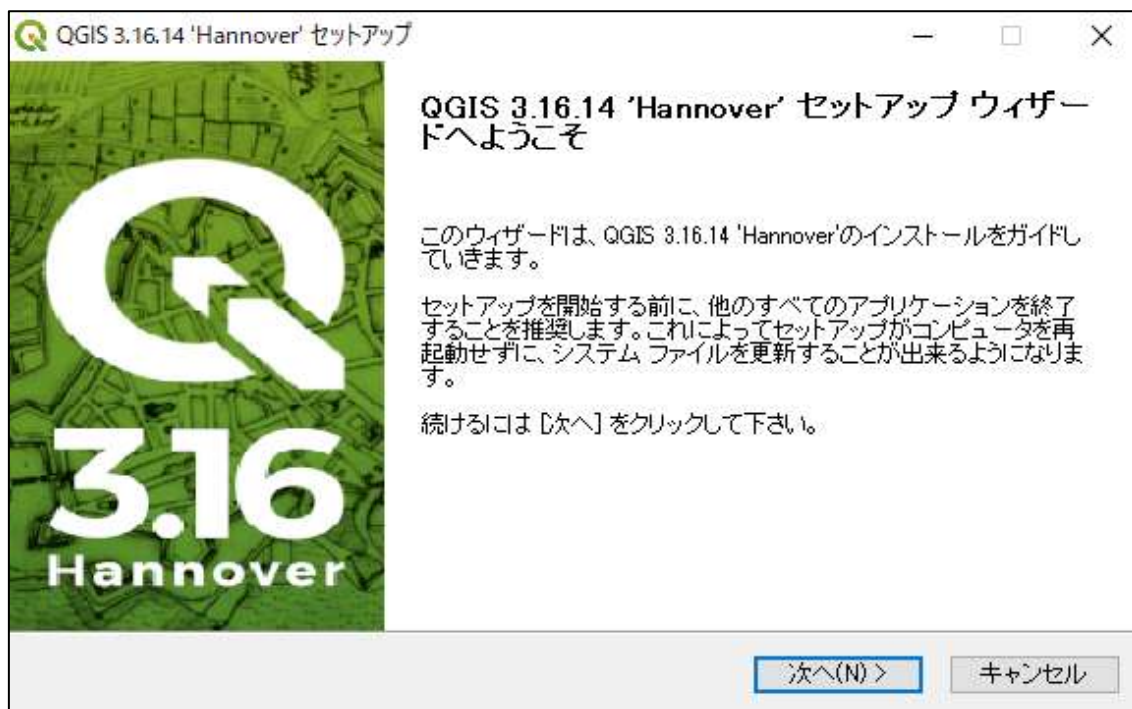 QGIS 3.16.14 'Hannover' セットアップ
QGIS 3.16.14 'Hannover' セットアップ ウィザー
ドへようこそ
このウィザードは、QGIS 3.16.14 'Hannover'のインストールをガイドし
ていきます。
セットアップを開始する前に、他のすべてのアプリケーションを終了
することを推奨します。これによってセットアップがコンピュータを再
起動せずに、システム ファイルを更新することが出来るようになりま
す。
続けるには [次へ] をクリックして下さい。
3.16
Hannover
次へ(N) >
キャンセル